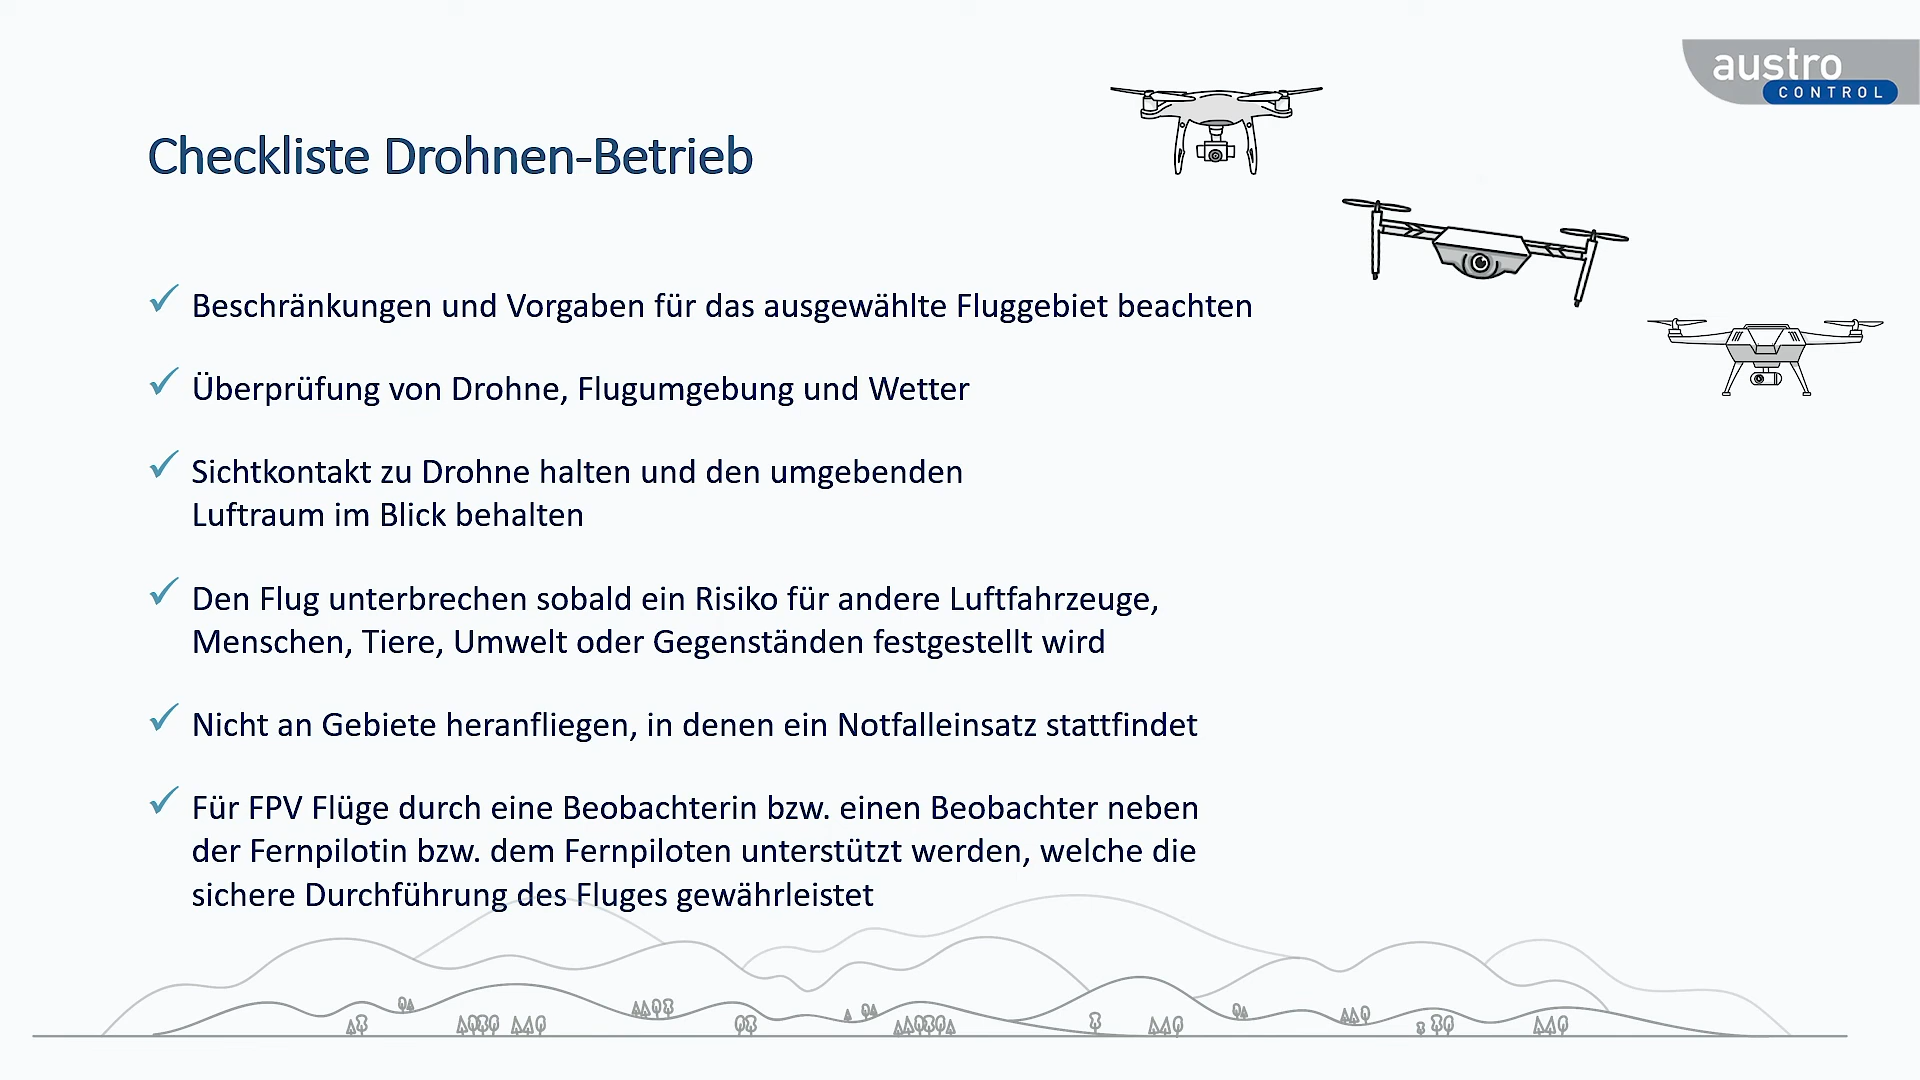 austro
CONTROL
Checkliste Drohnen-Betrieb
Beschränkungen und Vorgaben für das ausgewählte Fluggebiet beachten
Überprüfung von Drohne, Flugumgebung und Wetter
Sichtkontakt zu Drohne halten und den umgebenden
Luftraum im Blick behalten
Den Flug unterbrechen sobald ein Risiko für andere Luftfahrzeuge,
Menschen, Tiere, Umwelt oder Gegenständen festgestellt wird
Nicht an Gebiete heranfliegen, in denen ein Notfalleinsatz stattfindet
Für FPV Flüge durch eine Beobachterin bzw. einen Beobachter neben
der Fernpilotin bzw. dem Fernpiloten unterstützt werden, welche die
sichere Durchführung des Fluges gewährleistet